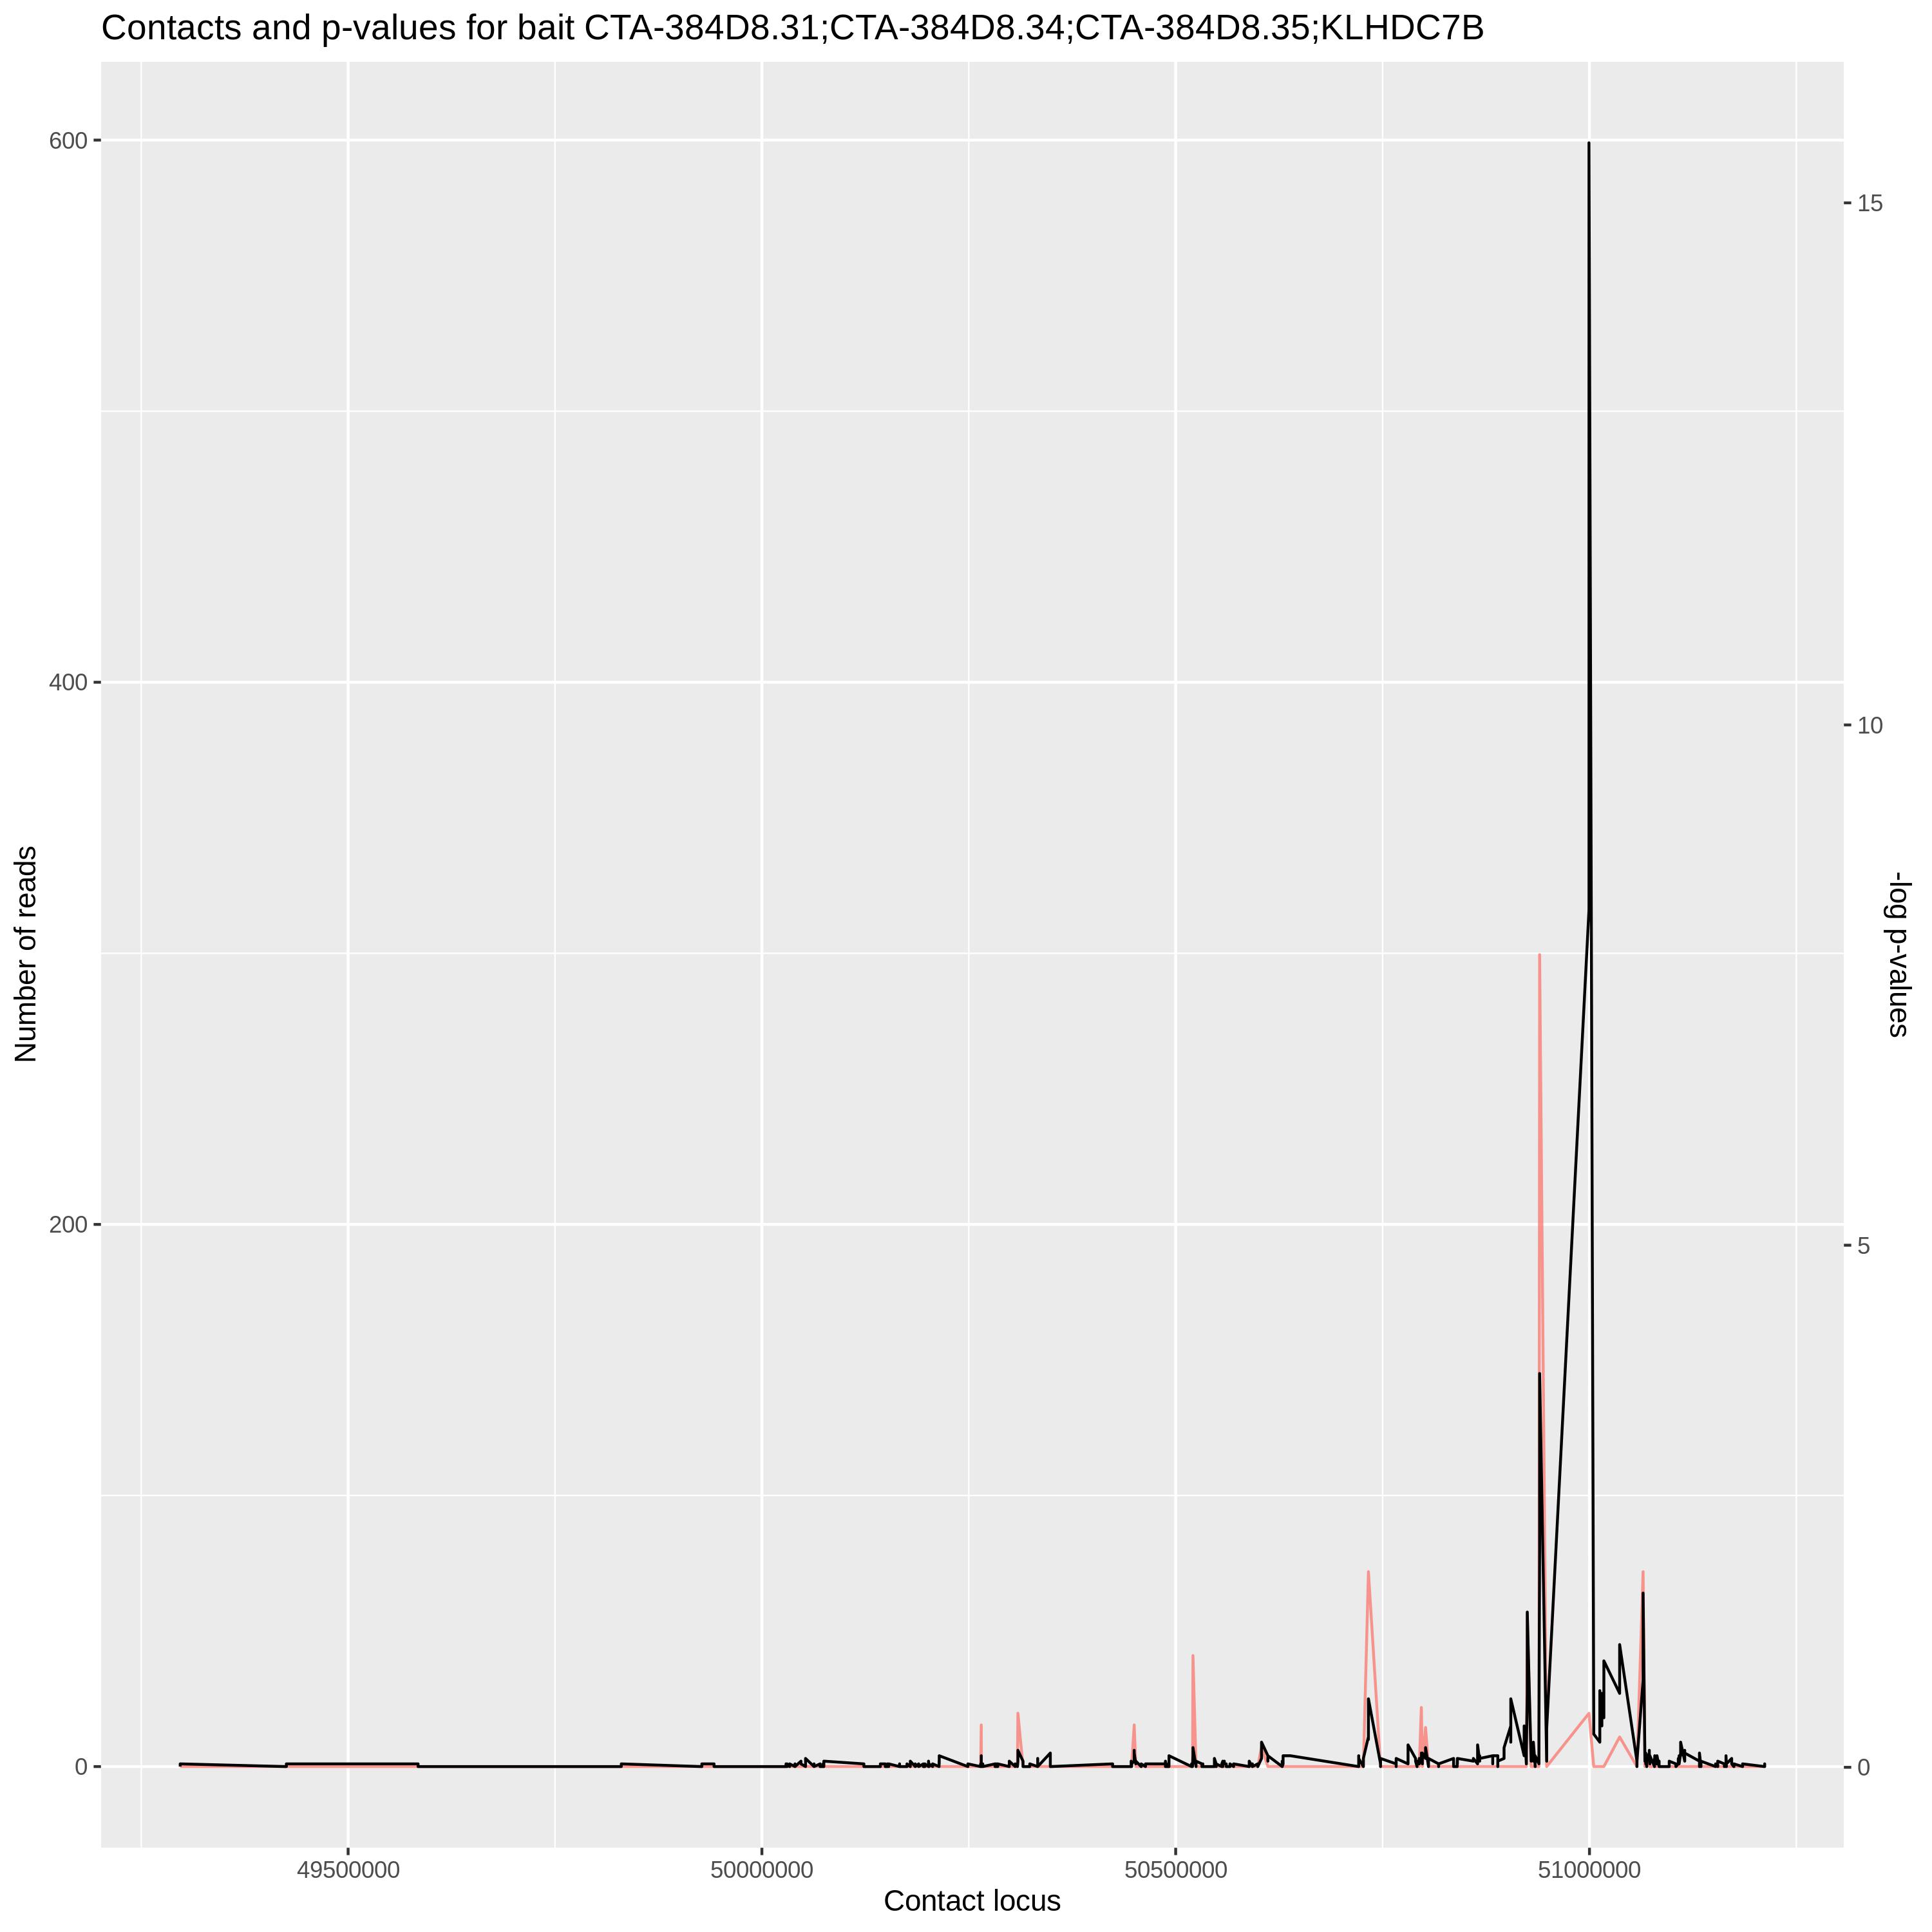 Contacts and p-values for bait CTA-384D8.31;CTA-384D8.34;CTA-384D8.35;KLHDC7B
600
400
200
0
Number of reads
15
10
5
0
-log p-values
49500000 50000000 50500000 51000000
Contact locus